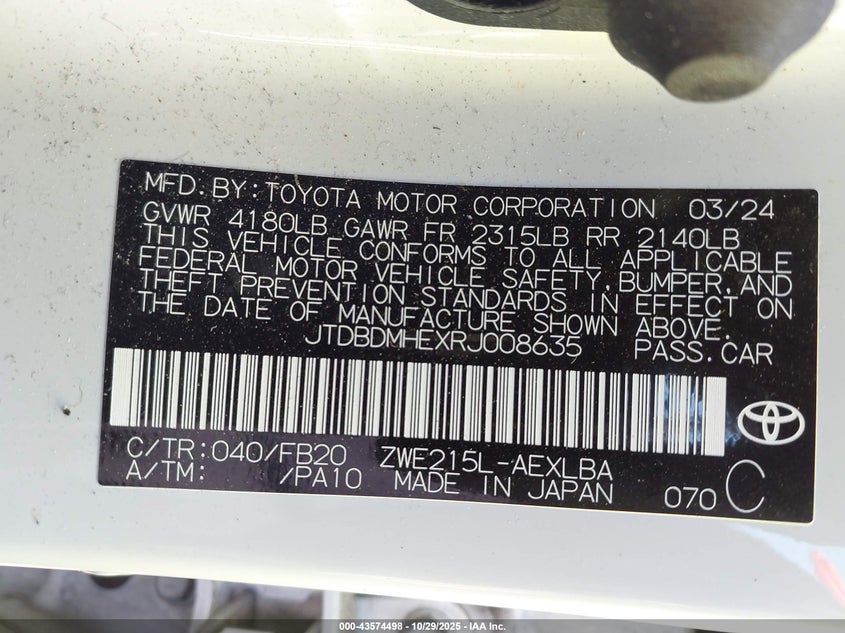 MFD. BY: TOYOTA MOTOR CORPORATION 03/24
GVWR 4180LB GAWR FR 2315LB RR 2140LB
THIS VEHICLE CONFORMS TO ALL APPLICABLE
FEDERAL MOTOR VEHICLE SAFETY, BUMPER, AND
THEFT PREVENTION STANDARDS IN EFFECT ON
THE DATE OF MANUFACTURE SHOWN ABOVE.
JTDBDMHEXRJ008635 PASS. CAR
C/TR: 040/FB20 ZWE215L-AEXLBA
A/TM: /PA10 MADE IN JAPAN 070 C
000-43574498 - 10/29/2025 - IAA Inc.